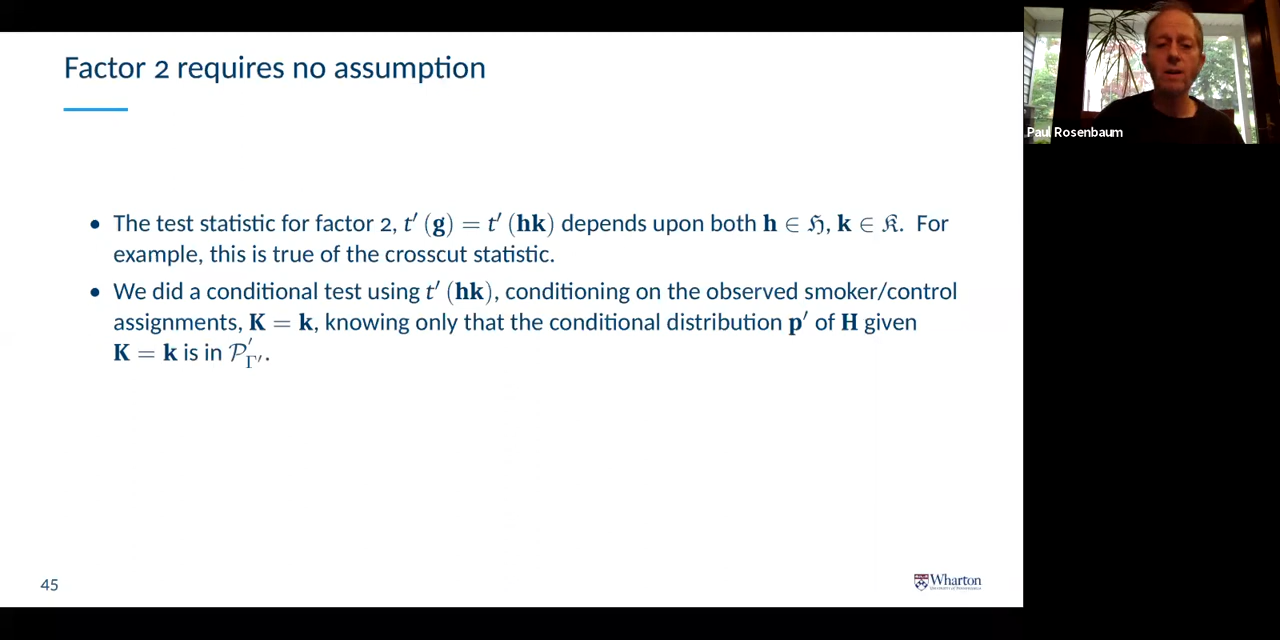 Factor 2 requires no assumption
• The test statistic for factor 2, t′ (g) = t′ (hk) depends upon both h ∈ ℌ, k ∈ 𝔎. For
example, this is true of the crosscut statistic.
• We did a conditional test using t′ (hk), conditioning on the observed smoker/control
assignments, K = k, knowing only that the conditional distribution p′ of H given
K = k is in 𝒫′Γ′.
45
Wharton
Paul Rosenbaum